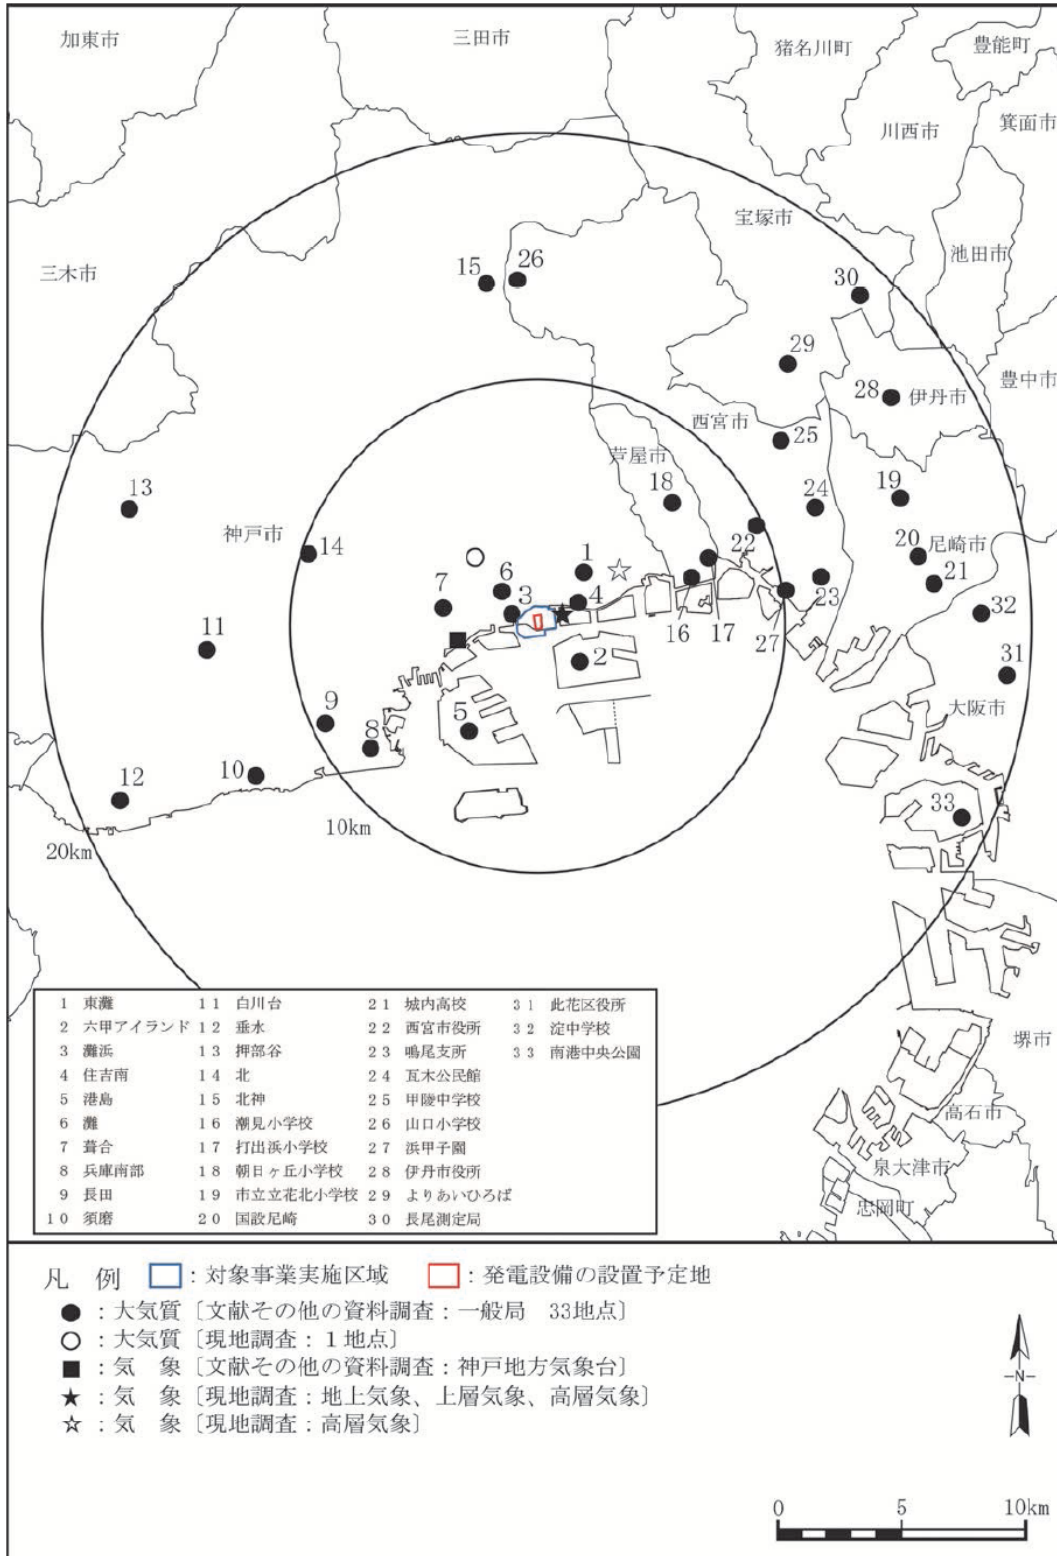 加東市
三田市
猪名川町
豊能町
川西市
箕面市
宝塚市
池田市
三木市
15
26
30
29
豊中市
28
伊丹市
西宮市
25
芦屋市
18
24
19
13
神戸市
14
22
20
尼崎市
1
6
7
3
4
21
23
32
16
17
27
11
2
31
大阪市
5
9
8
10
12
33
10km
20km
堺市
高石市
泉大津市
忠岡町
1 東灘
2 六甲アイランド
3 灘浜
4 住吉南
5 港島
6 灘
7 葺合
8 兵庫南部
9 長田
10 須磨
11 白川台
12 垂水
13 押部谷
14 北
15 北神
16 潮見小学校
17 打出浜小学校
18 朝日ヶ丘小学校
19 市立立花北小学校
20 国設尼崎
21 城内高校
22 西宮市役所
23 鳴尾支所
24 瓦木公民館
25 甲陵中学校
26 山口小学校
27 浜甲子園
28 伊丹市役所
29 よりあいひろば
30 長尾測定局
31 此花区役所
32 淀中学校
33 南港中央公園
凡 例 : 対象事業実施区域 : 発電設備の設置予定地
● : 大気質〔文献その他の資料調査 : 一般局 33地点〕
○ : 大気質〔現地調査 : 1地点〕
■ : 気 象〔文献その他の資料調査 : 神戸地方気象台〕
★ : 気 象〔現地調査 : 地上気象、上層気象、高層気象〕
☆ : 気 象〔現地調査 : 高層気象〕
N
0 5 10km